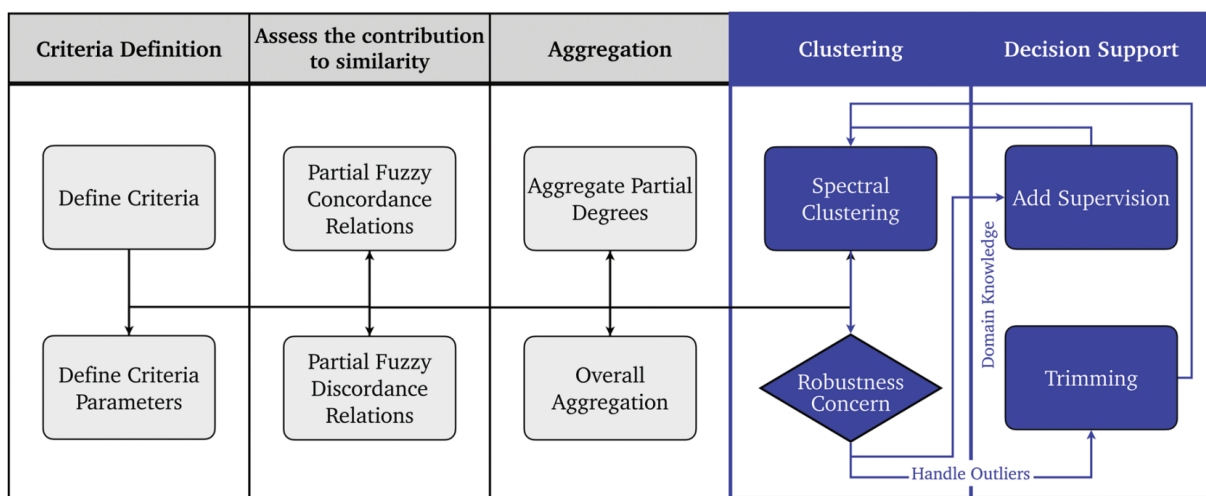 Criteria Definition
Assess the contribution
to similarity
Aggregation
Clustering
Decision Support
Define Criteria
Partial Fuzzy
Concordance
Relations
Aggregate Partial
Degrees
Spectral
Clustering
Add Supervision
Domain Knowledge
Define Criteria
Parameters
Partial Fuzzy
Discordance
Relations
Overall
Aggregation
Robustness
Concern
Trimming
Handle Outliers